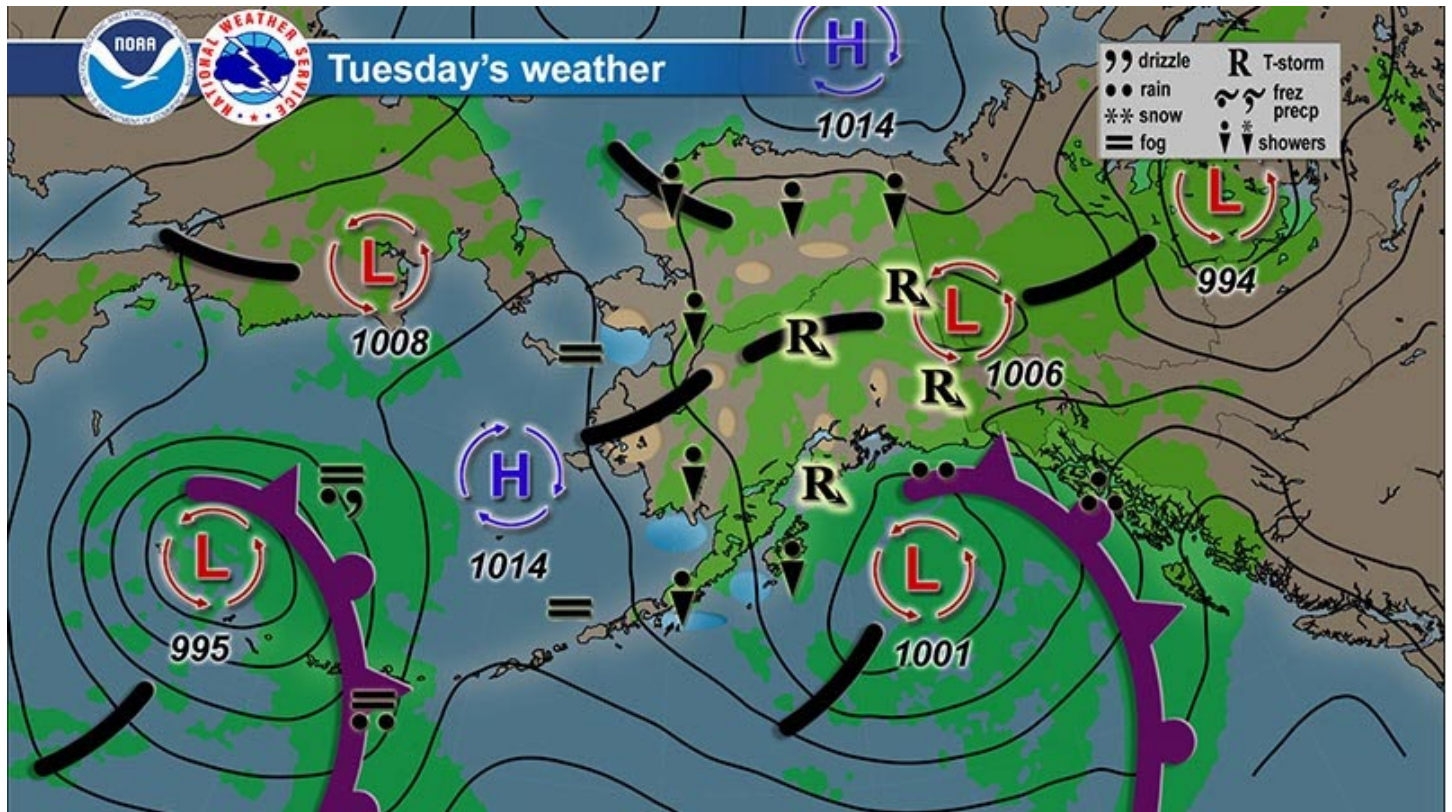 NOAA
NATIONAL WEATHER SERVICE
Tuesday's weather
drizzle
R T-storm
rain
frez
precp
snow
fog
showers
H
1014
L
994
L
1008
R
R
L
1006
R
H
1014
R
L
995
L
1001